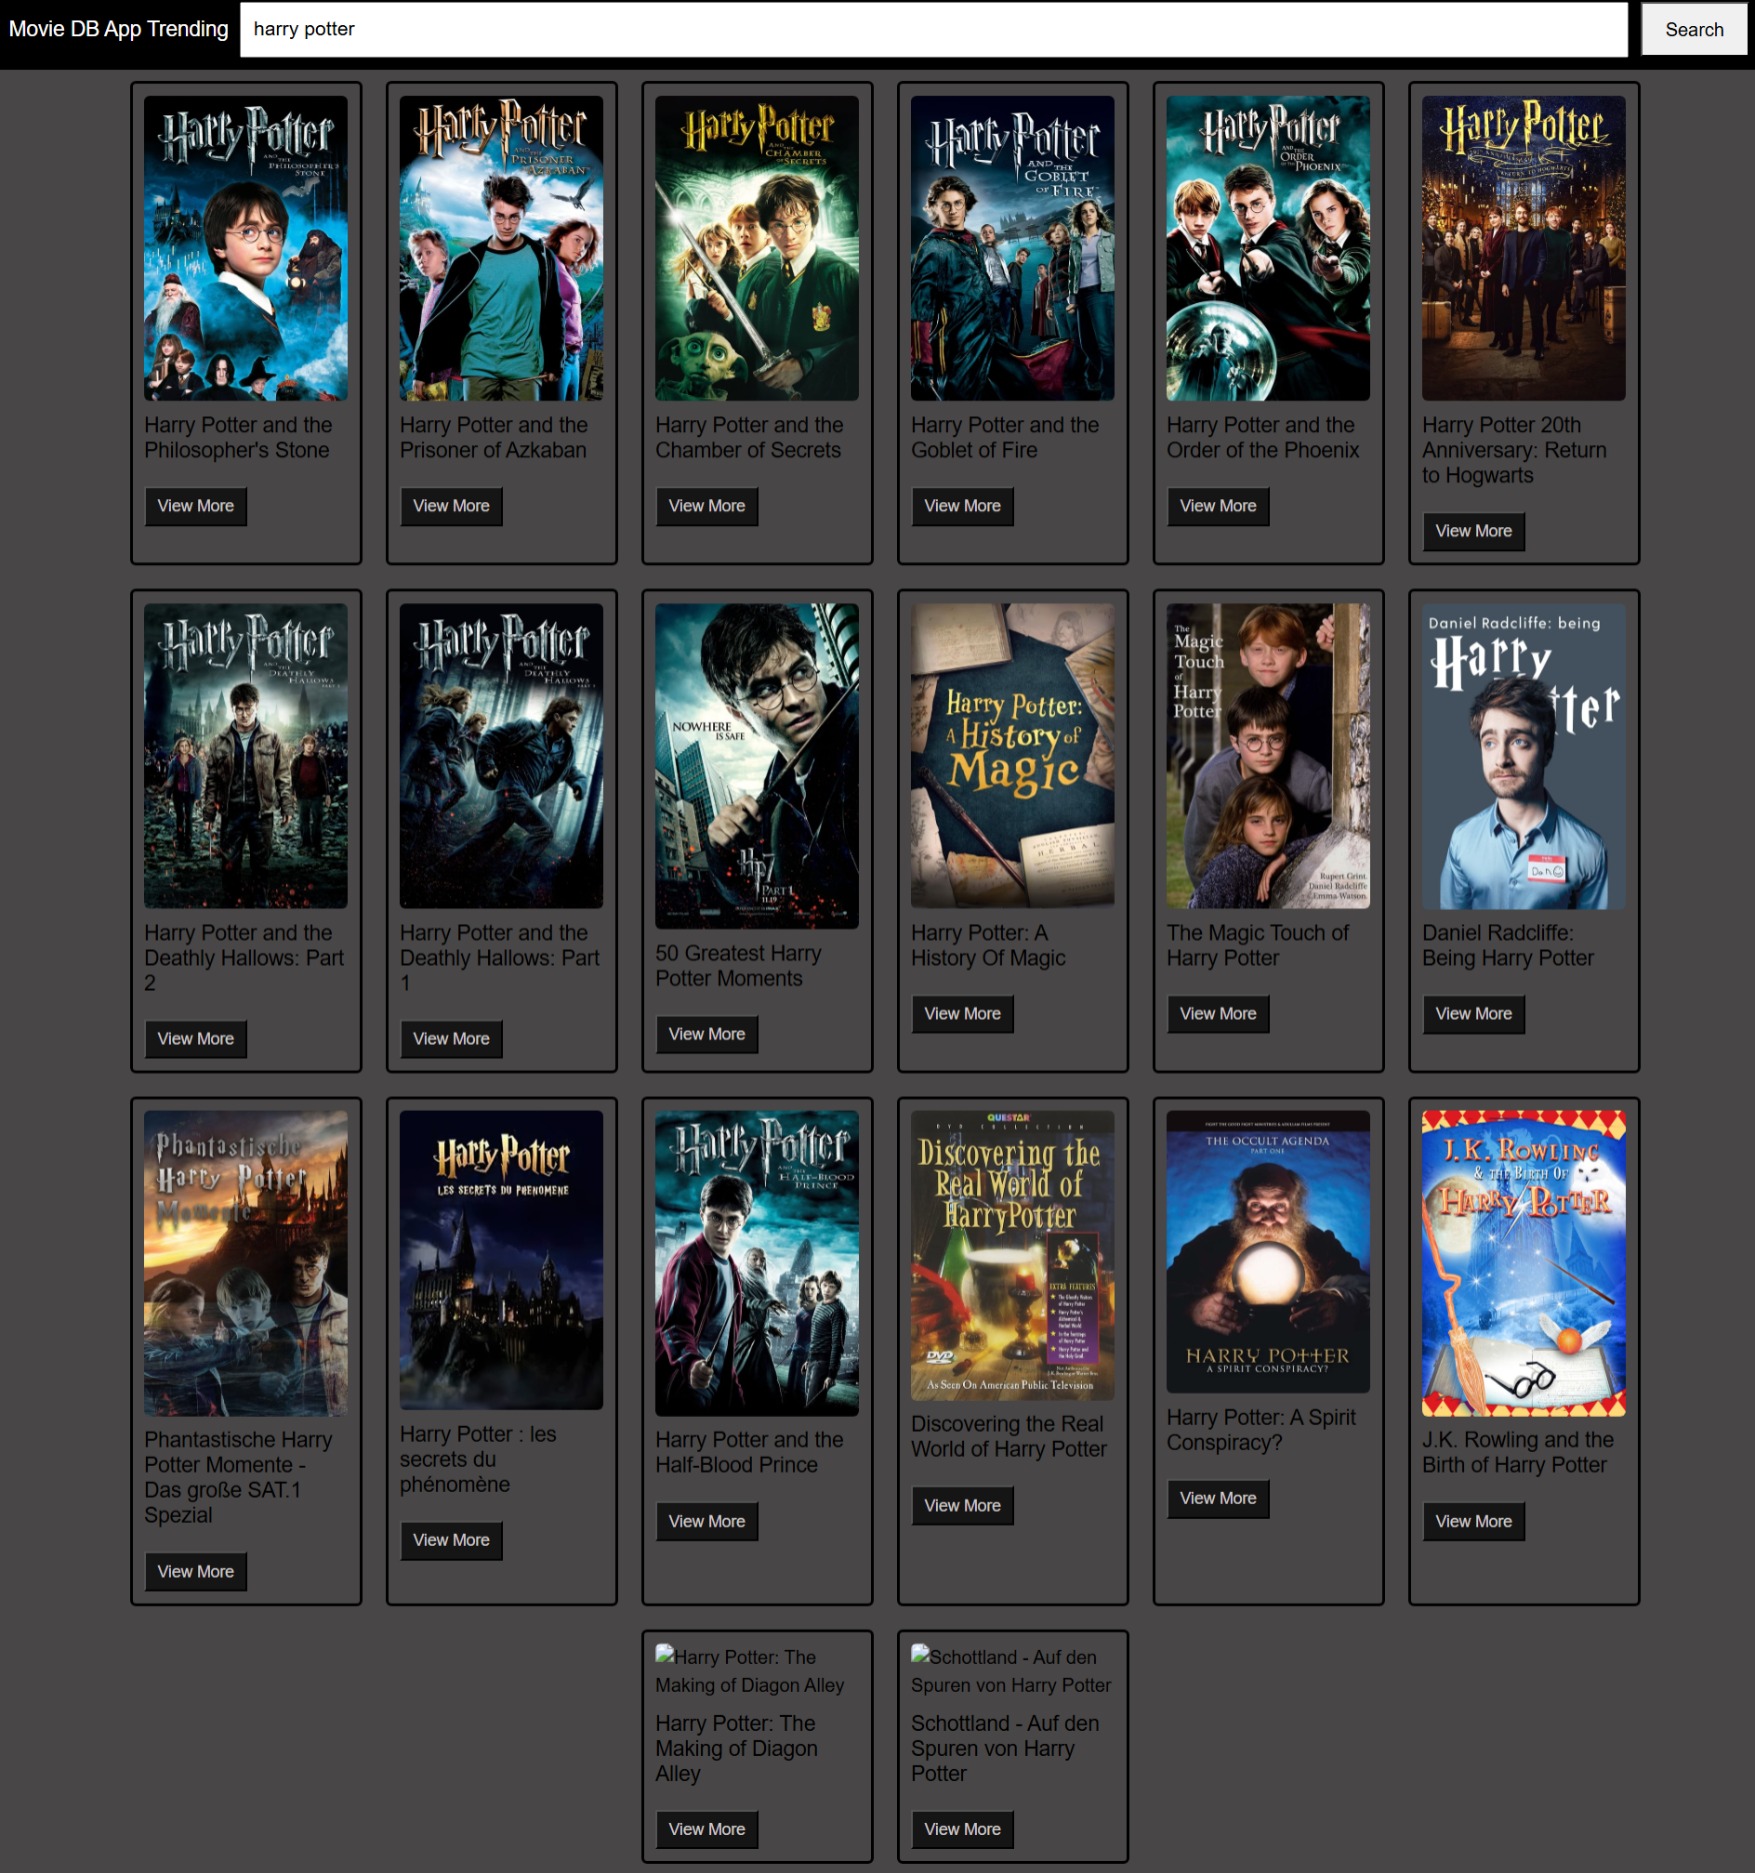 Movie DB App Trending
harry potter
Search
Harry Potter
AND THE
PHILOSOPHER'S
STONE
Harry Potter and the
Philosopher's Stone
View More
Harry Potter
AND THE
PRISONER
OF AZKABAN
Harry Potter and the
Prisoner of Azkaban
View More
Harry Potter
AND THE
CHAMBER
OF SECRETS
Harry Potter and the
Chamber of Secrets
View More
Harry Potter
AND THE
GOBLET
OF FIRE
Harry Potter and the
Goblet of Fire
View More
Harry Potter
AND THE
ORDER
OF THE PHOENIX
Harry Potter and the
Order of the Phoenix
View More
Harry Potter
20TH ANNIVERSARY
RETURN TO HOGWARTS
Harry Potter 20th
Anniversary: Return
to Hogwarts
View More
Harry Potter
AND THE
DEATHLY
HALLOWS
PART 2
Harry Potter and the
Deathly Hallows: Part
2
View More
Harry Potter
AND THE
DEATHLY
HALLOWS
PART 1
Harry Potter and the
Deathly Hallows: Part
1
View More
NOWHERE
IS SAFE
HP7
PART 1
11.19
50 Greatest Harry
Potter Moments
View More
Harry Potter:
A History of
Magic
HERBAL
Harry Potter: A
History Of Magic
View More
The
Magic
Touch
of
Harry
Potter
Rupert Grint,
Daniel Radcliffe
Emma Watson
The Magic Touch of
Harry Potter
View More
Daniel Radcliffe: being
Harry
tter
Dan
Daniel Radcliffe:
Being Harry Potter
View More
Phantastische
Harry Potter
Momente
Phantastische Harry
Potter Momente -
Das große SAT.1
Spezial
View More
Harry Potter
LES SECRETS DU PHENOMENE
Harry Potter : les
secrets du
phénomène
View More
Harry Potter
AND THE
HALF-BLOOD
PRINCE
Harry Potter and the
Half-Blood Prince
View More
QUESTAR
DVD COLLECTION
Discovering the
Real World of
Harry Potter
EXTRA FEATURES
DVD
As Seen On American Public Television
Discovering the Real
World of Harry Potter
View More
THE OCCULT AGENDA
PART ONE
HARRY POTTER
A SPIRIT CONSPIRACY?
Harry Potter: A Spirit
Conspiracy?
View More
J.K. ROWLING
& THE BIRTH OF
HARRY POTTER
J.K. Rowling and the
Birth of Harry Potter
View More
Harry Potter: The
Making of Diagon Alley
Harry Potter: The
Making of Diagon
Alley
View More
Schottland - Auf den
Spuren von Harry Potter
Schottland - Auf den
Spuren von Harry
Potter
View More